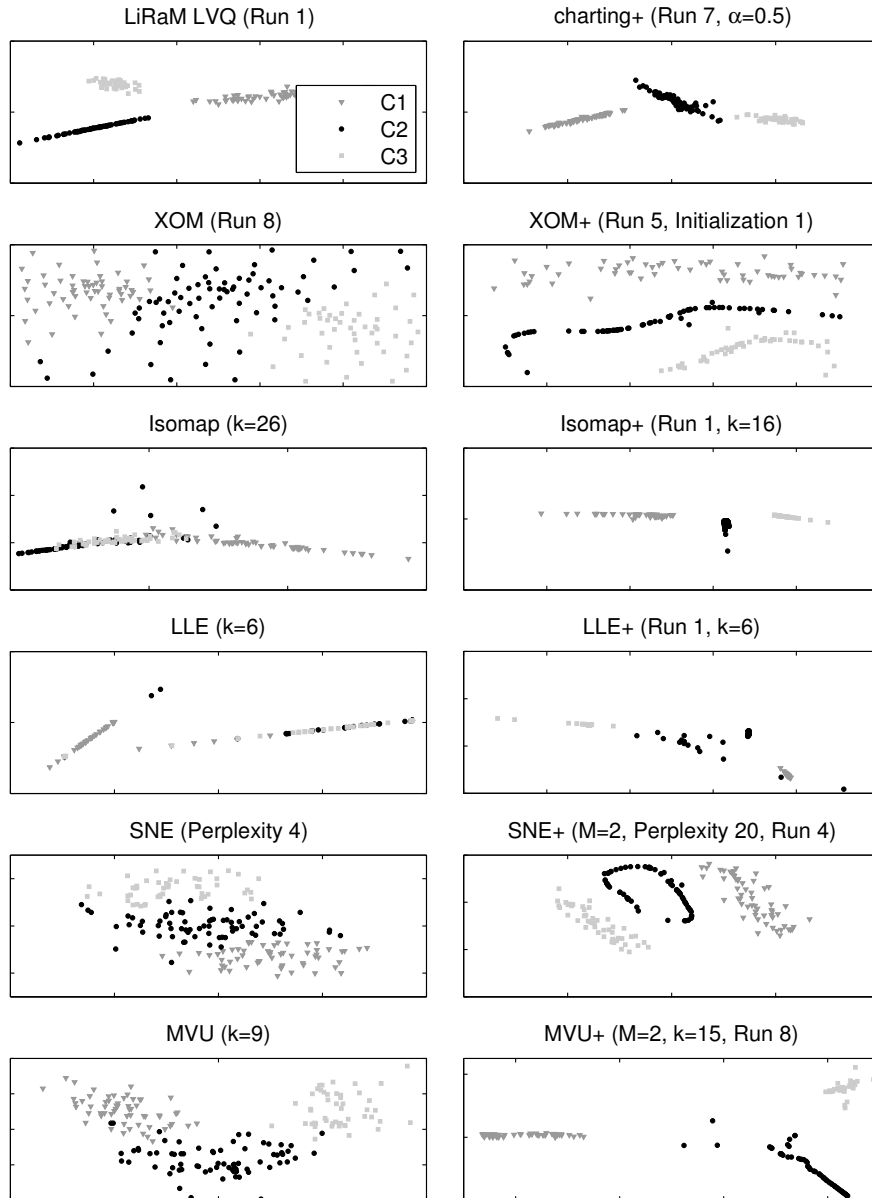 LiRaM LVQ (Run 1)
charting+ (Run 7, α=0.5)
C1
C2
C3
XOM (Run 8)
XOM+ (Run 5, Initialization 1)
Isomap (k=26)
Isomap+ (Run 1, k=16)
LLE (k=6)
LLE+ (Run 1, k=6)
SNE (Perplexity 4)
SNE+ (M=2, Perplexity 20, Run 4)
MVU (k=9)
MVU+ (M=2, k=15, Run 8)